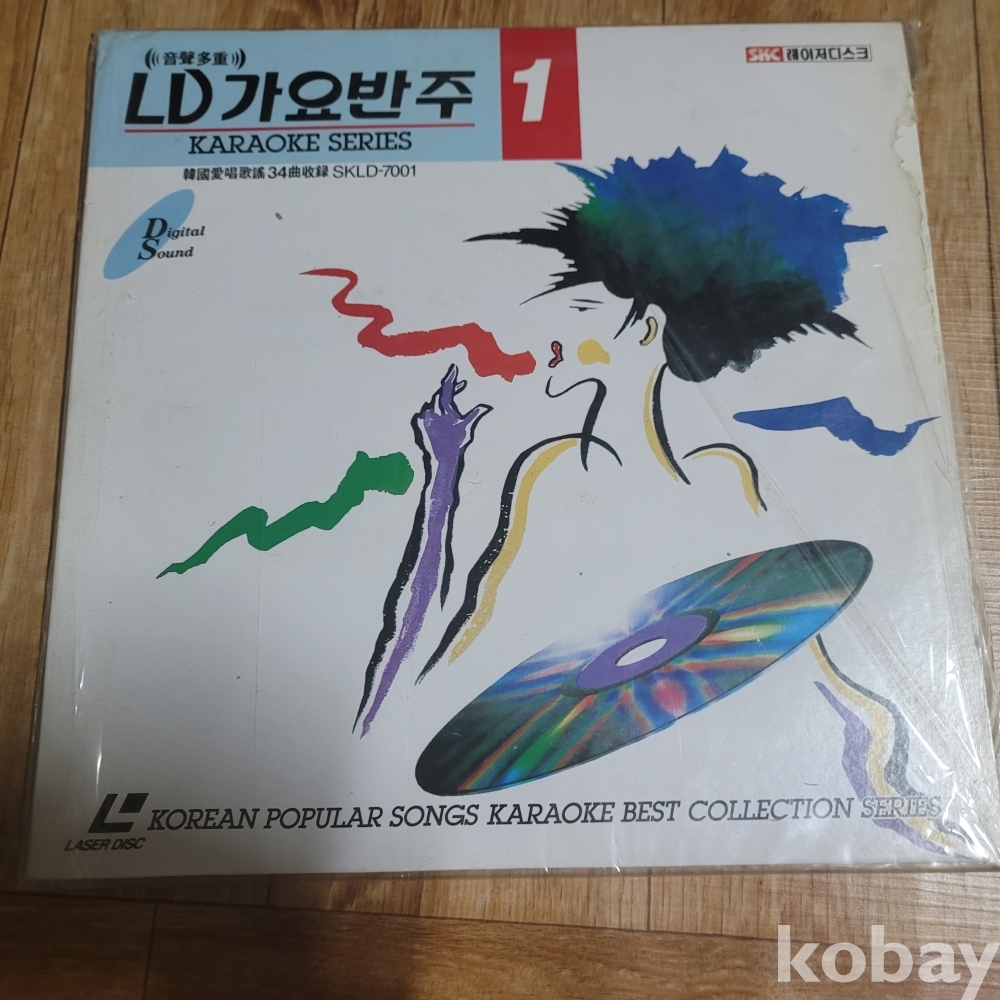 音聲多重
LD 가요반주
KARAOKE SERIES
1
SKC 레이저디스크
韓國愛唱歌謠 34曲收録 SKLD-7001
Digital
Sound
KOREAN POPULAR SONGS KARAOKE BEST COLLECTION SERIES
LASER DISC
kobay